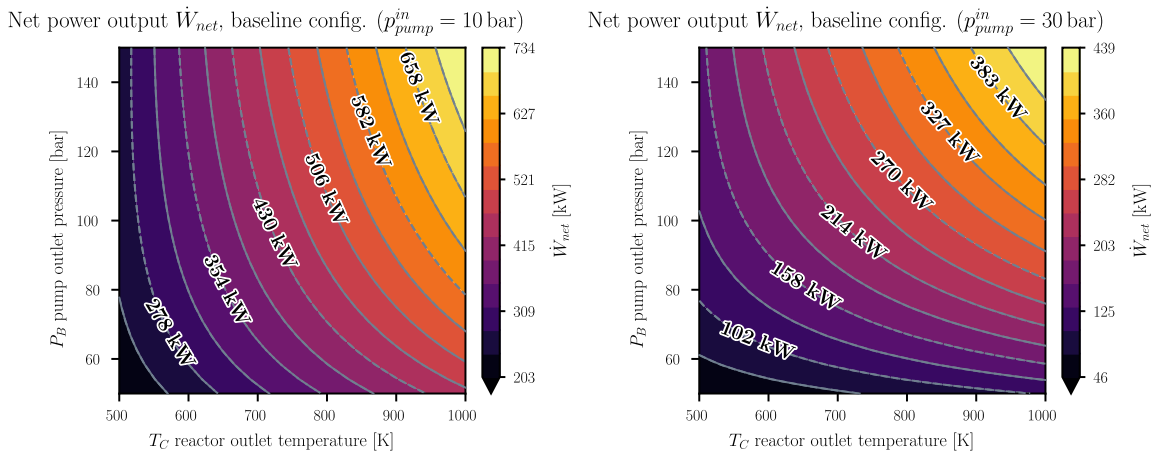 Net power output Ẇ_net, baseline config. (p_pump^in = 10 bar)
P_B pump outlet pressure [bar]
140
120
100
80
60
500
600
700
800
900
1000
T_C reactor outlet temperature [K]
278 kW
354 kW
430 kW
506 kW
582 kW
658 kW
734
627
521
415
309
203
Ẇ_net [kW]
Net power output Ẇ_net, baseline config. (p_pump^in = 30 bar)
P_B pump outlet pressure [bar]
140
120
100
80
60
500
600
700
800
900
1000
T_C reactor outlet temperature [K]
102 kW
158 kW
214 kW
270 kW
327 kW
383 kW
439
360
282
203
125
46
Ẇ_net [kW]